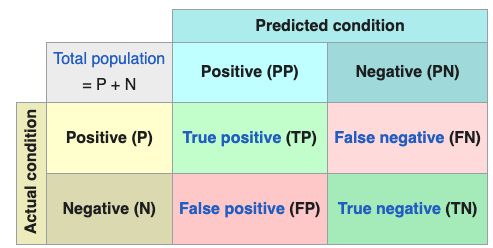 Predicted condition
Total population
= P + N
Positive (PP)
Negative (PN)
Actual condition
Positive (P)
True positive (TP)
False negative (FN)
Negative (N)
False positive (FP)
True negative (TN)